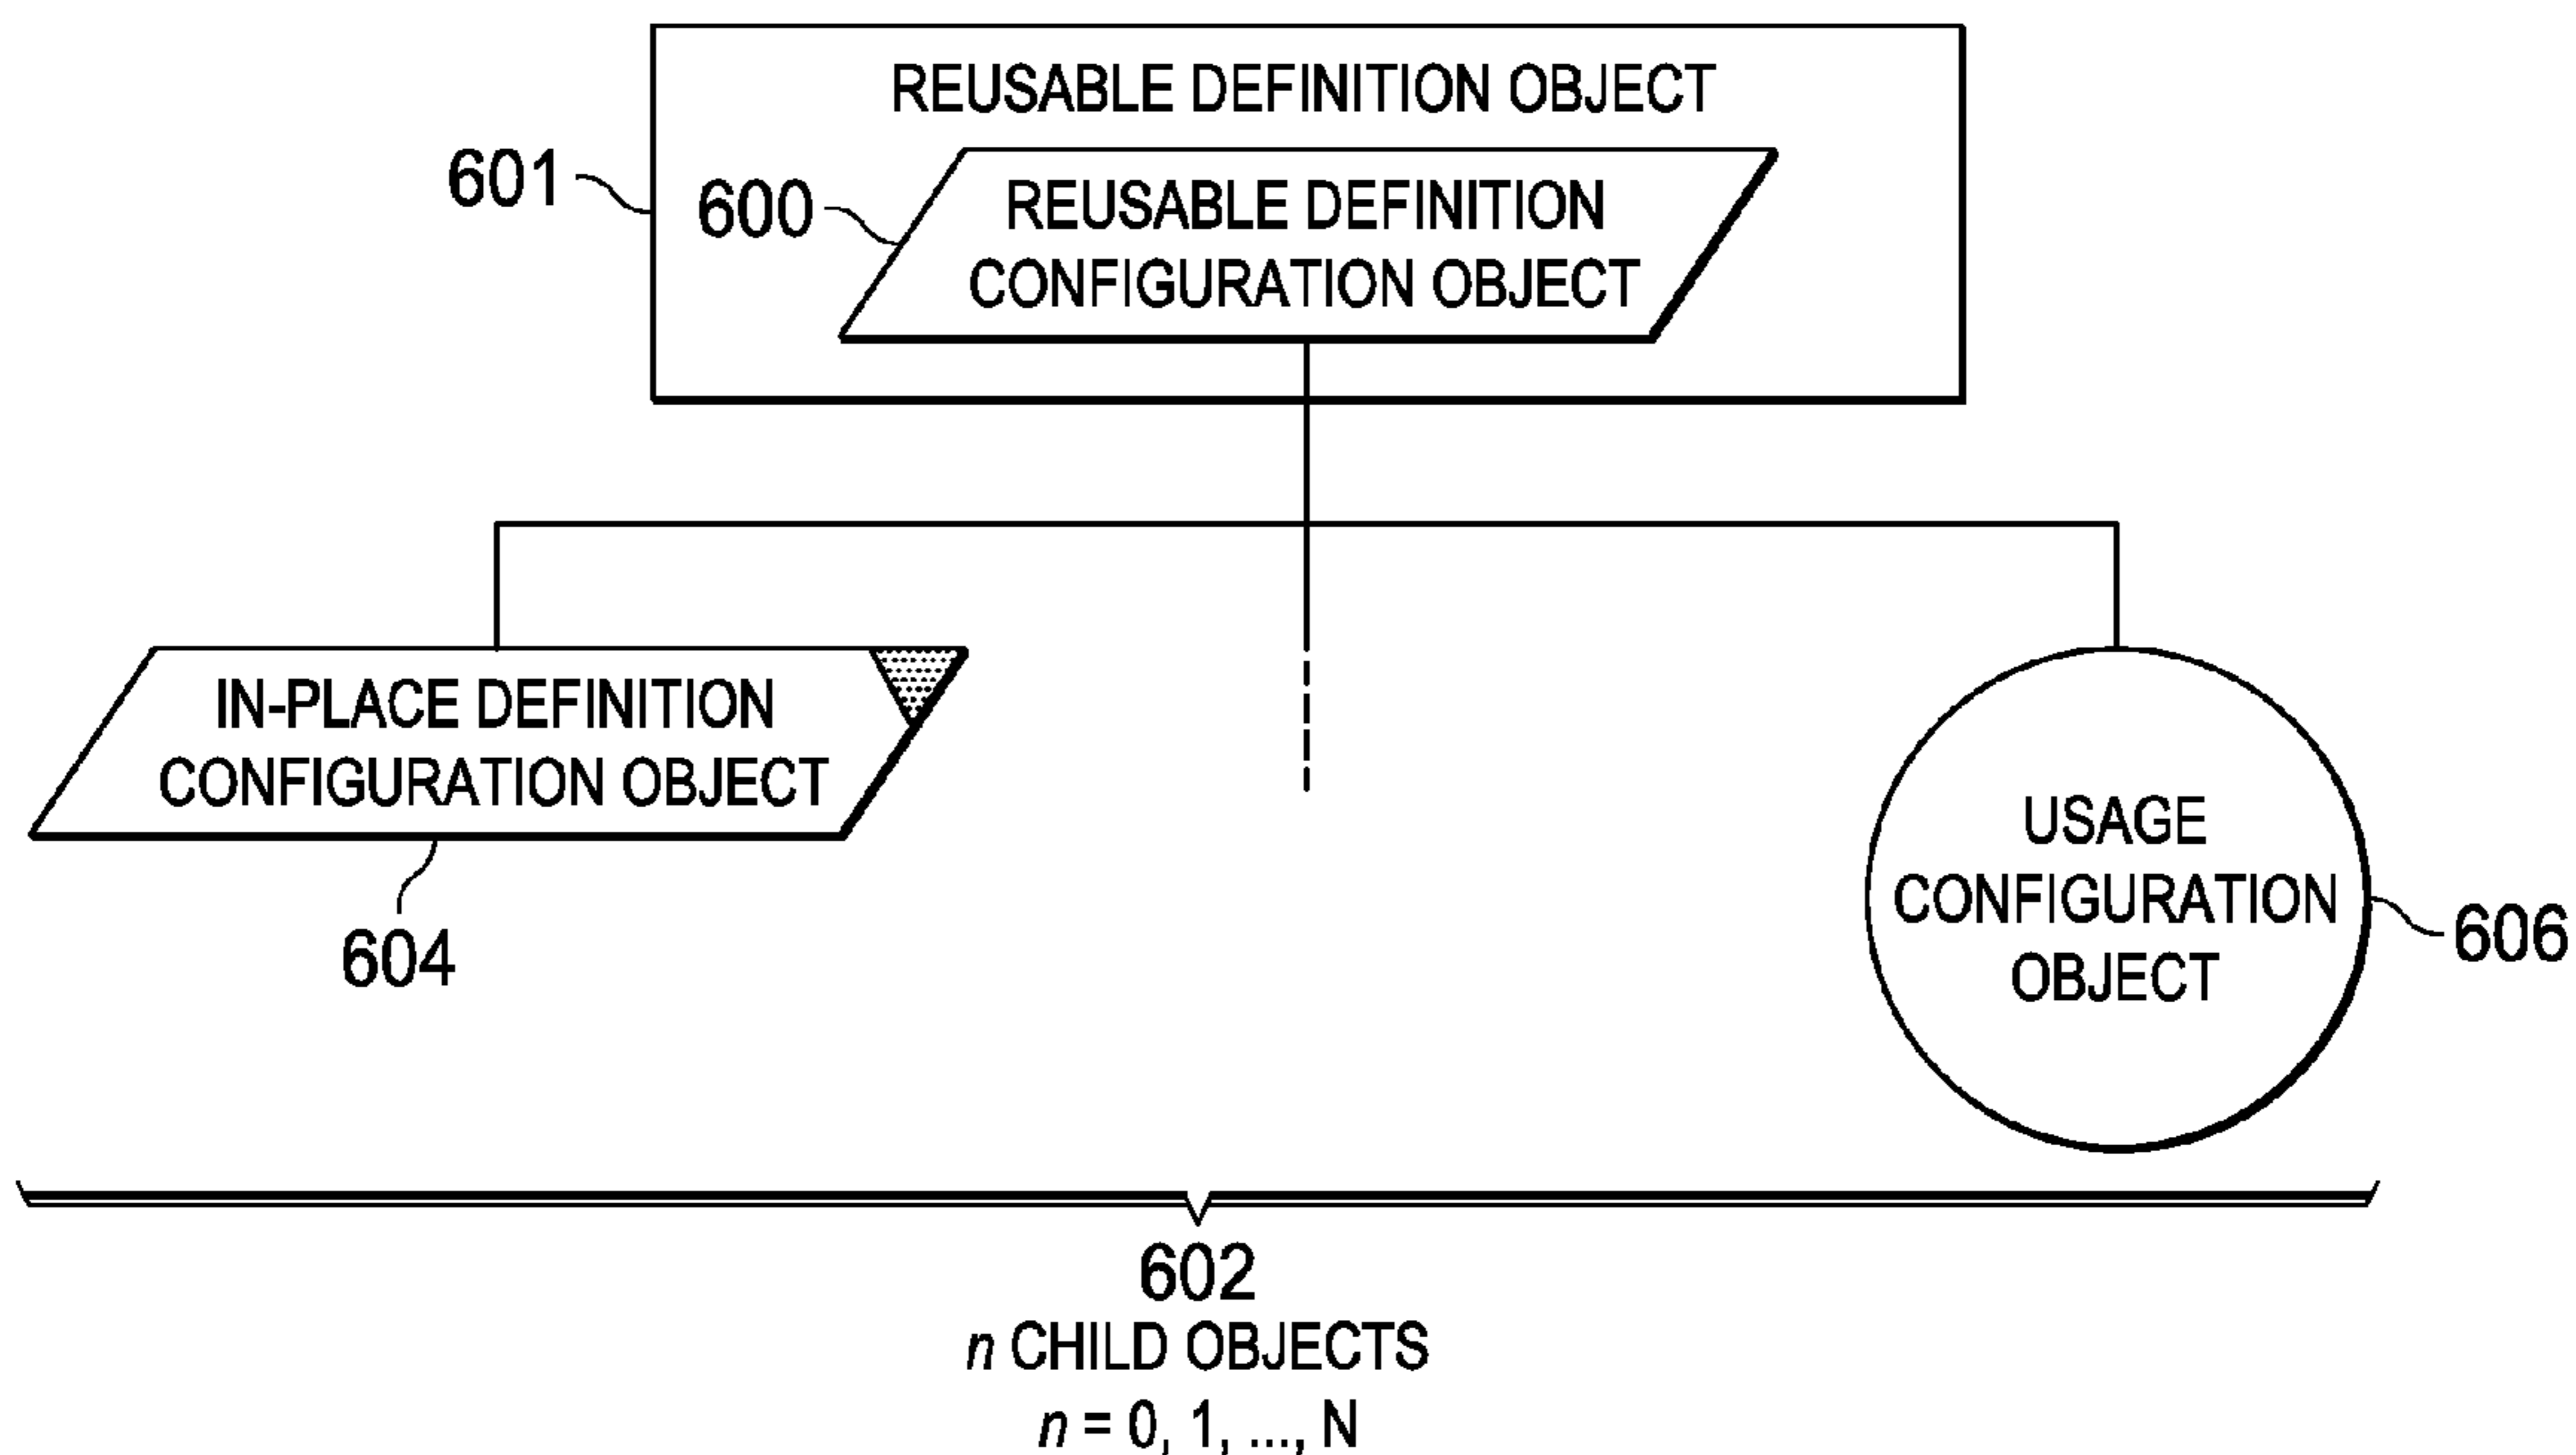 REUSABLE DEFINITION OBJECT
601
600
REUSABLE DEFINITION
CONFIGURATION OBJECT
IN-PLACE DEFINITION
CONFIGURATION OBJECT
604
USAGE
CONFIGURATION
OBJECT
606
602
n CHILD OBJECTS
n = 0, 1, ..., N